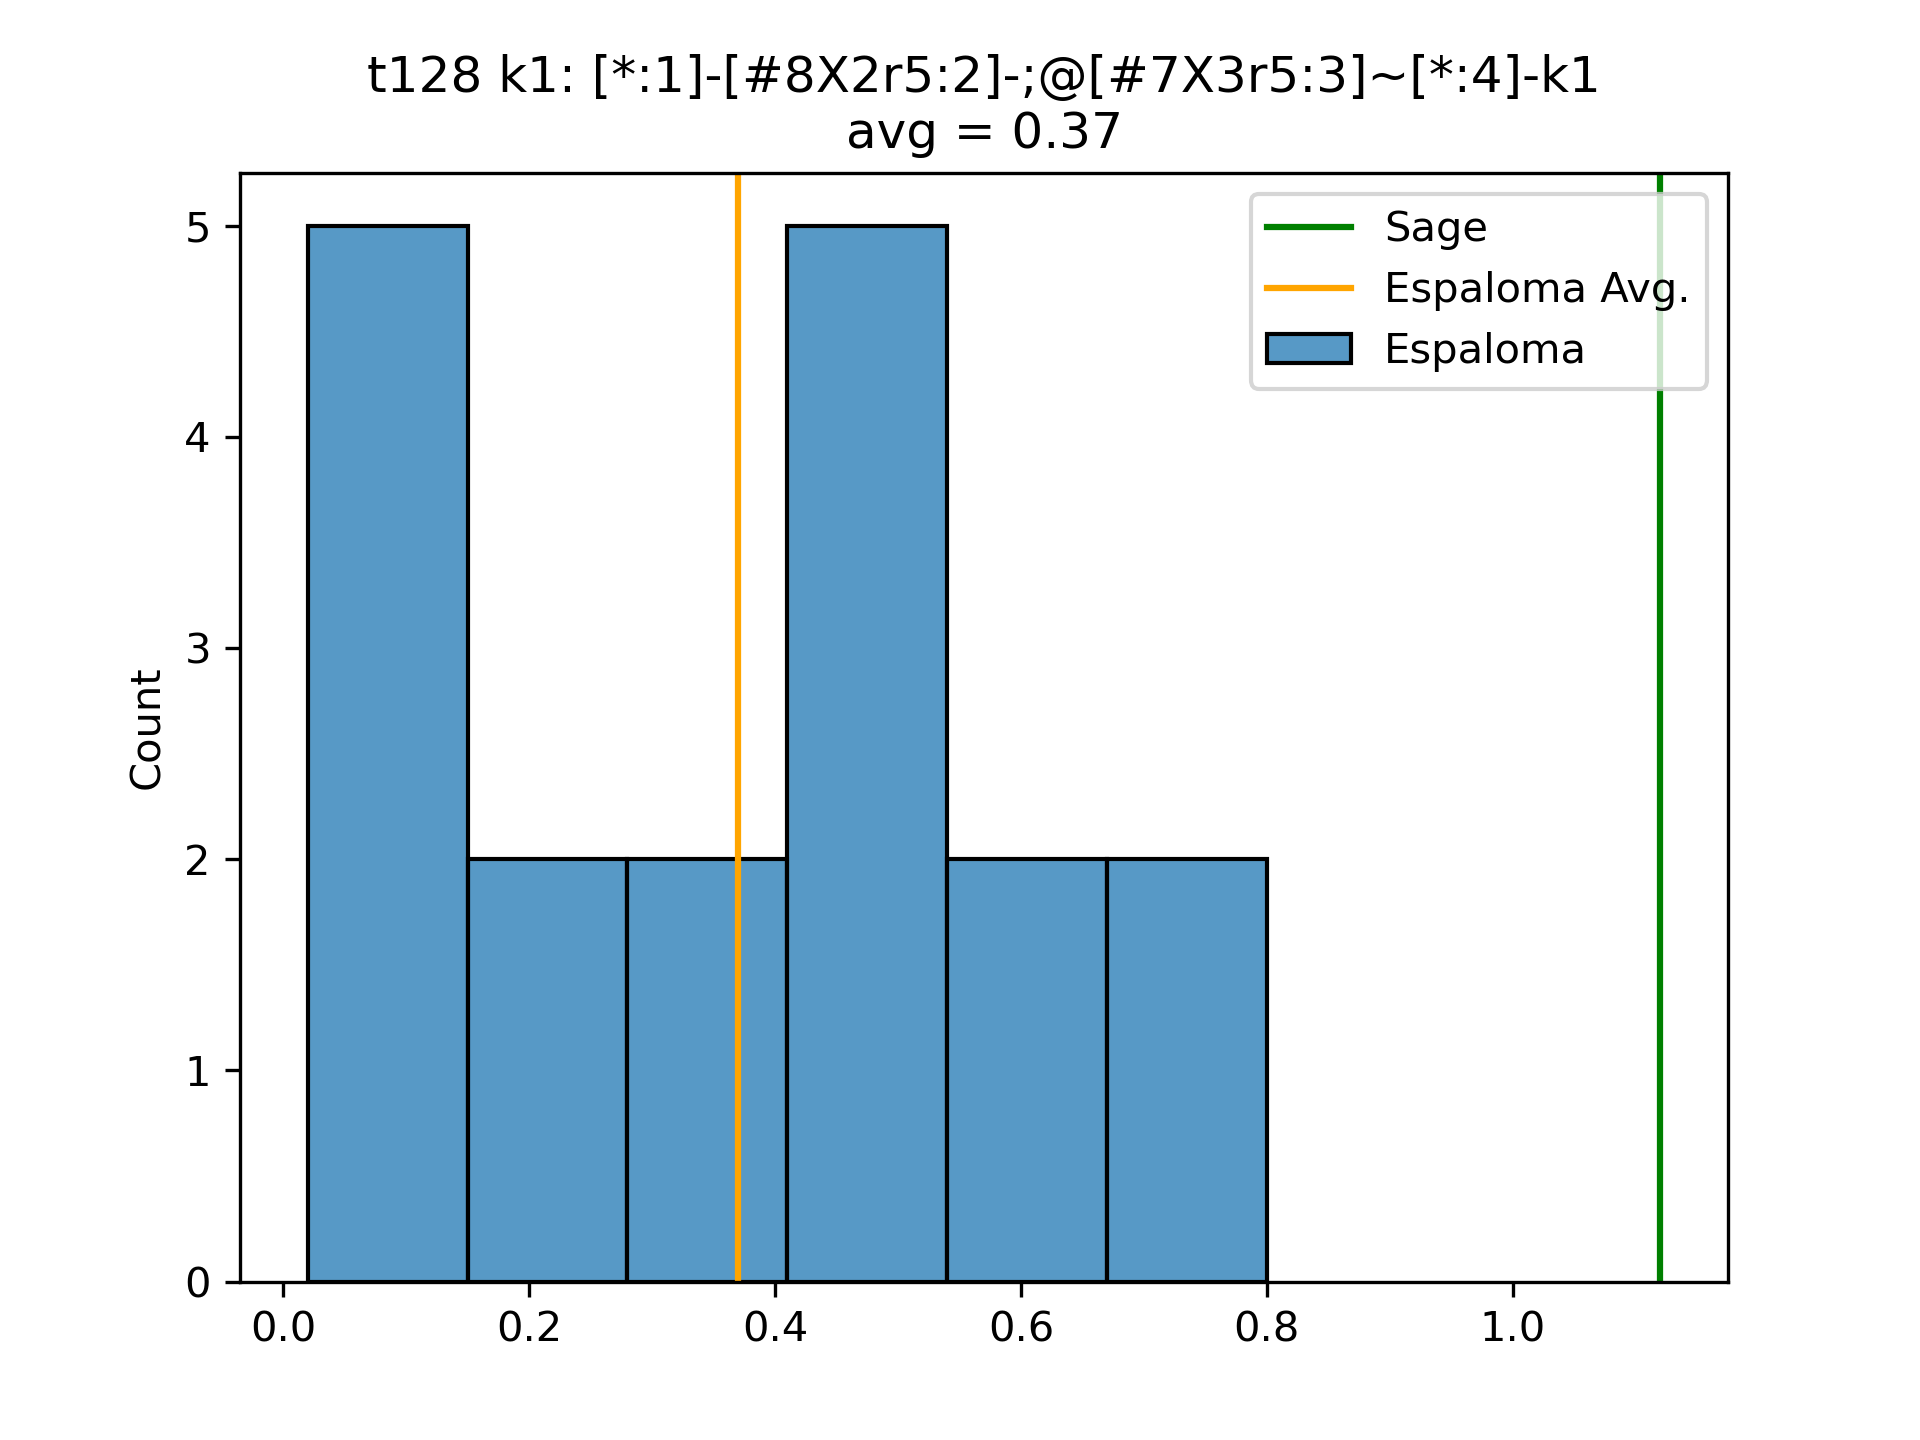 t128 k1: [*:1]-[#8X2r5:2]-;@[#7X3r5:3]~[*:4]-k1
avg = 0.37
Sage
Espaloma Avg.
Espaloma
5
4
3
2
1
0
Count
0.0
0.2
0.4
0.6
0.8
1.0